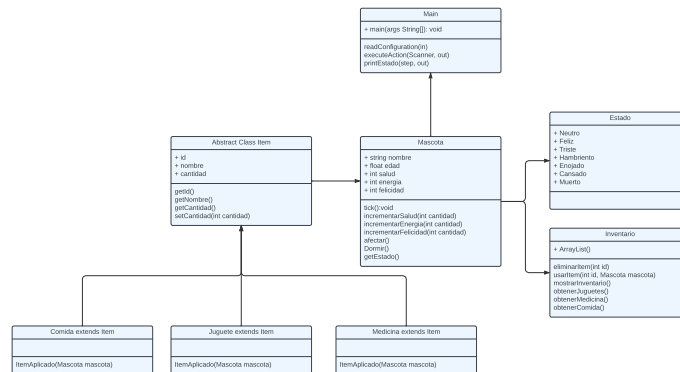 Main
+ main(args String[]): void
readConfiguration(in)
executeAction(Scanner, out)
printEstado(step, out)
Estado
+ Neutro
+ Feliz
+ Triste
+ Hambriento
+ Enojado
+ Cansado
+ Muerto
Abstract Class Item
+ id
+ nombre
+ cantidad
getId()
getNombre()
getCantidad()
setCantidad(int cantidad)
Mascota
+ string nombre
+ float edad
+ int salud
+ int energia
+ int felicidad
tick():void
incrementarSalud(int cantidad)
incrementarEnergia(int cantidad)
incrementarFelicidad(int cantidad)
afectar()
Dormir()
getEstado()
Inventario
+ ArrayList()
eliminarItem(int id)
usarItem(int id, Mascota mascota)
mostrarInventario()
obtenerJuguetes()
obtenerMedicina()
obtenerComida()
Comida extends Item
ItemAplicado(Mascota mascota)
Juguete extends Item
ItemAplicado(Mascota mascota)
Medicina extends Item
ItemAplicado(Mascota mascota)